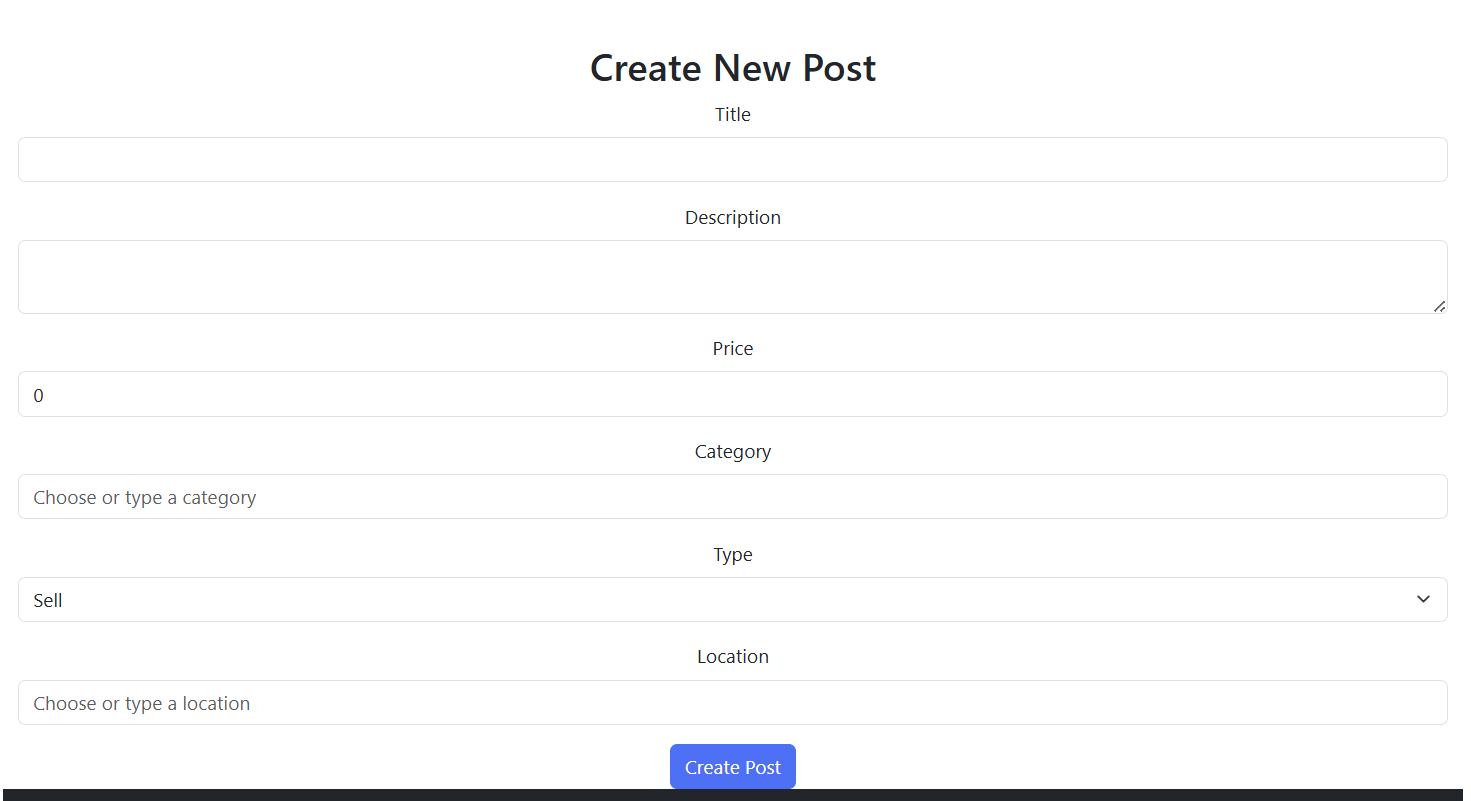 Create New Post
Title
Description
Price
0
Category
Choose or type a category
Type
Sell
Location
Choose or type a location
Create Post